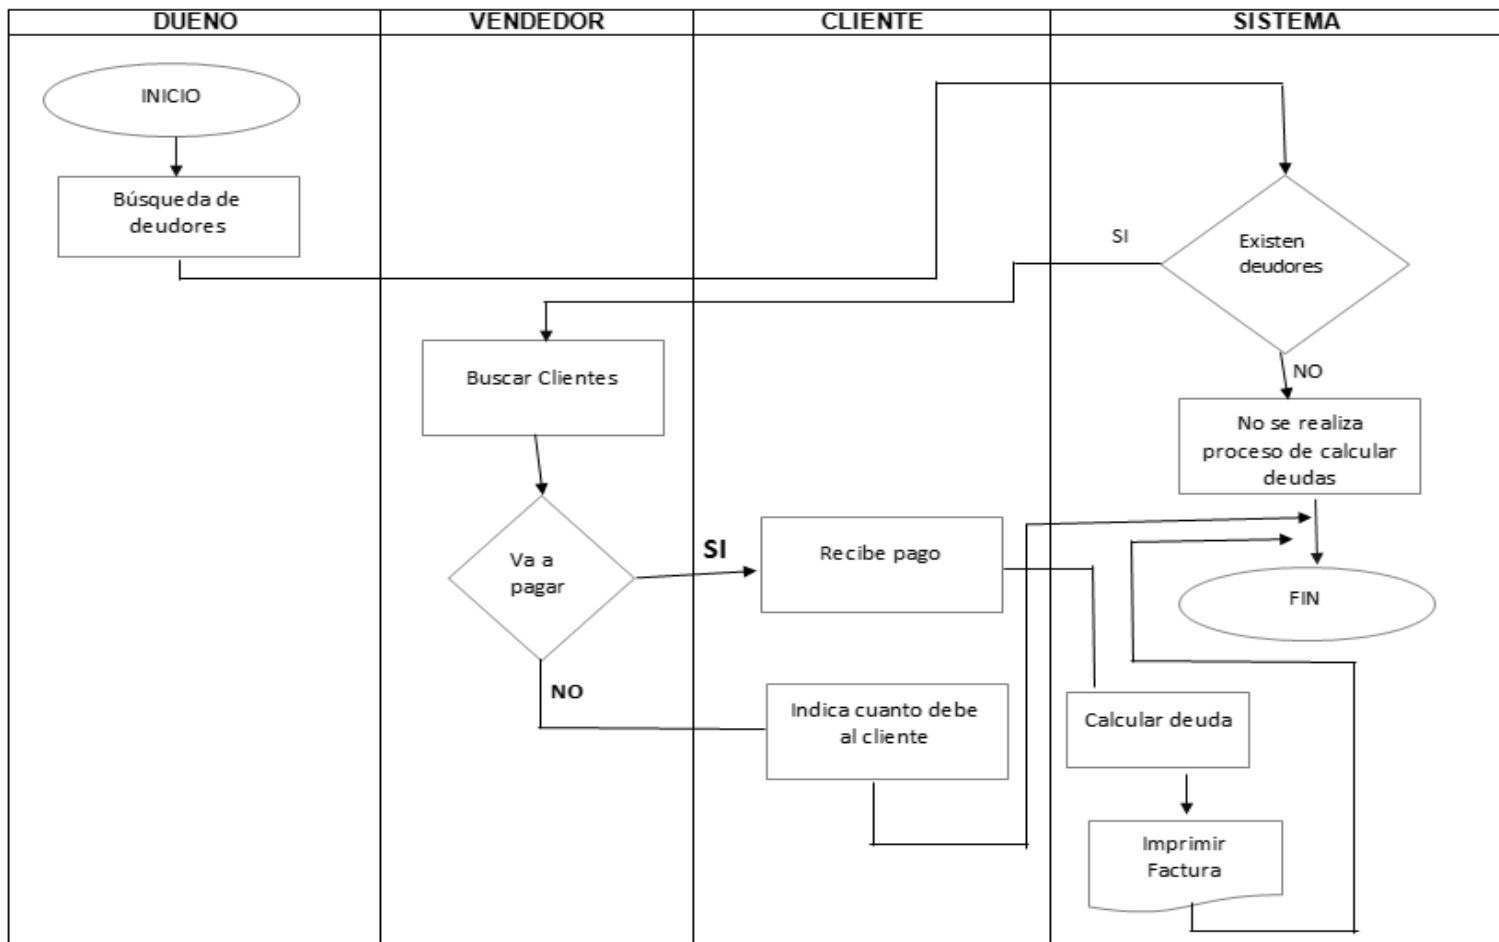 DUENO
VENDEDOR
CLIENTE
SISTEMA
INICIO
Búsqueda de
deudores
SI
Existen
deudores
Buscar Clientes
NO
No se realiza
proceso de calcular
deudas
Va a
pagar
SI
Recibe pago
FIN
NO
Indica cuanto debe
al cliente
Calcular deuda
Imprimir
Factura